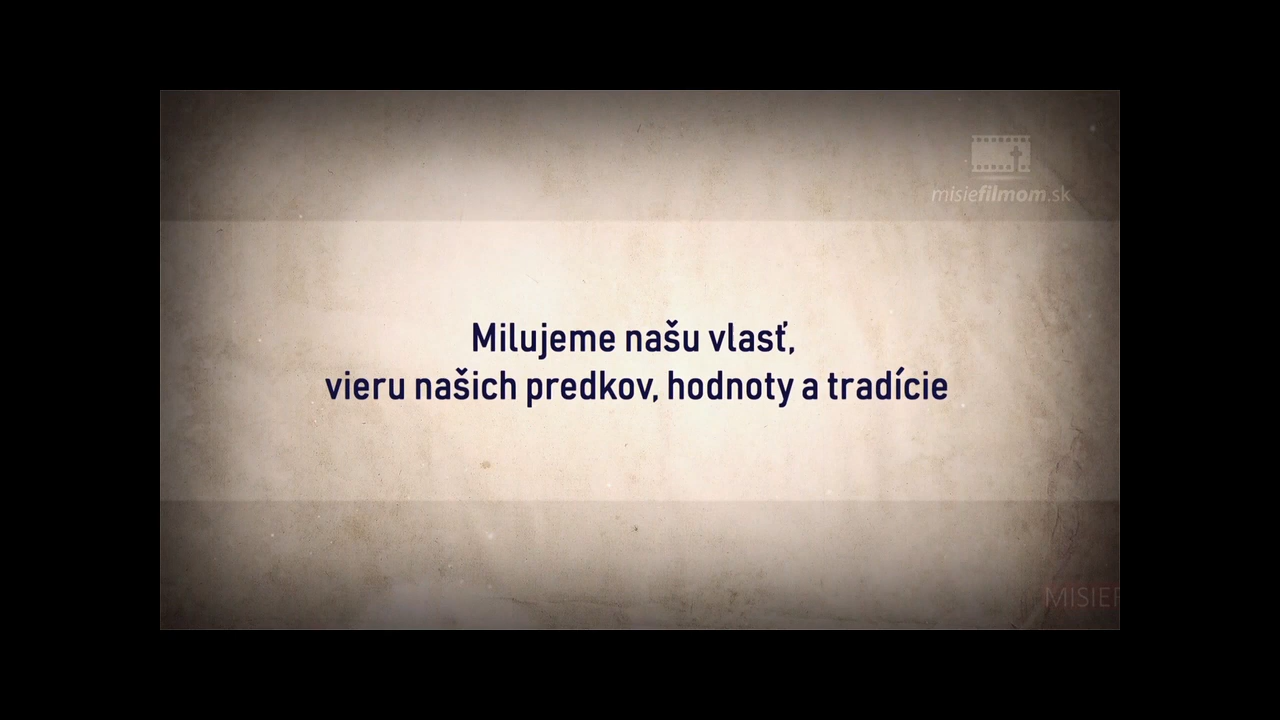 misiefilmom.sk
Milujeme našu vlasť,
vieru našich predkov, hodnoty a tradície